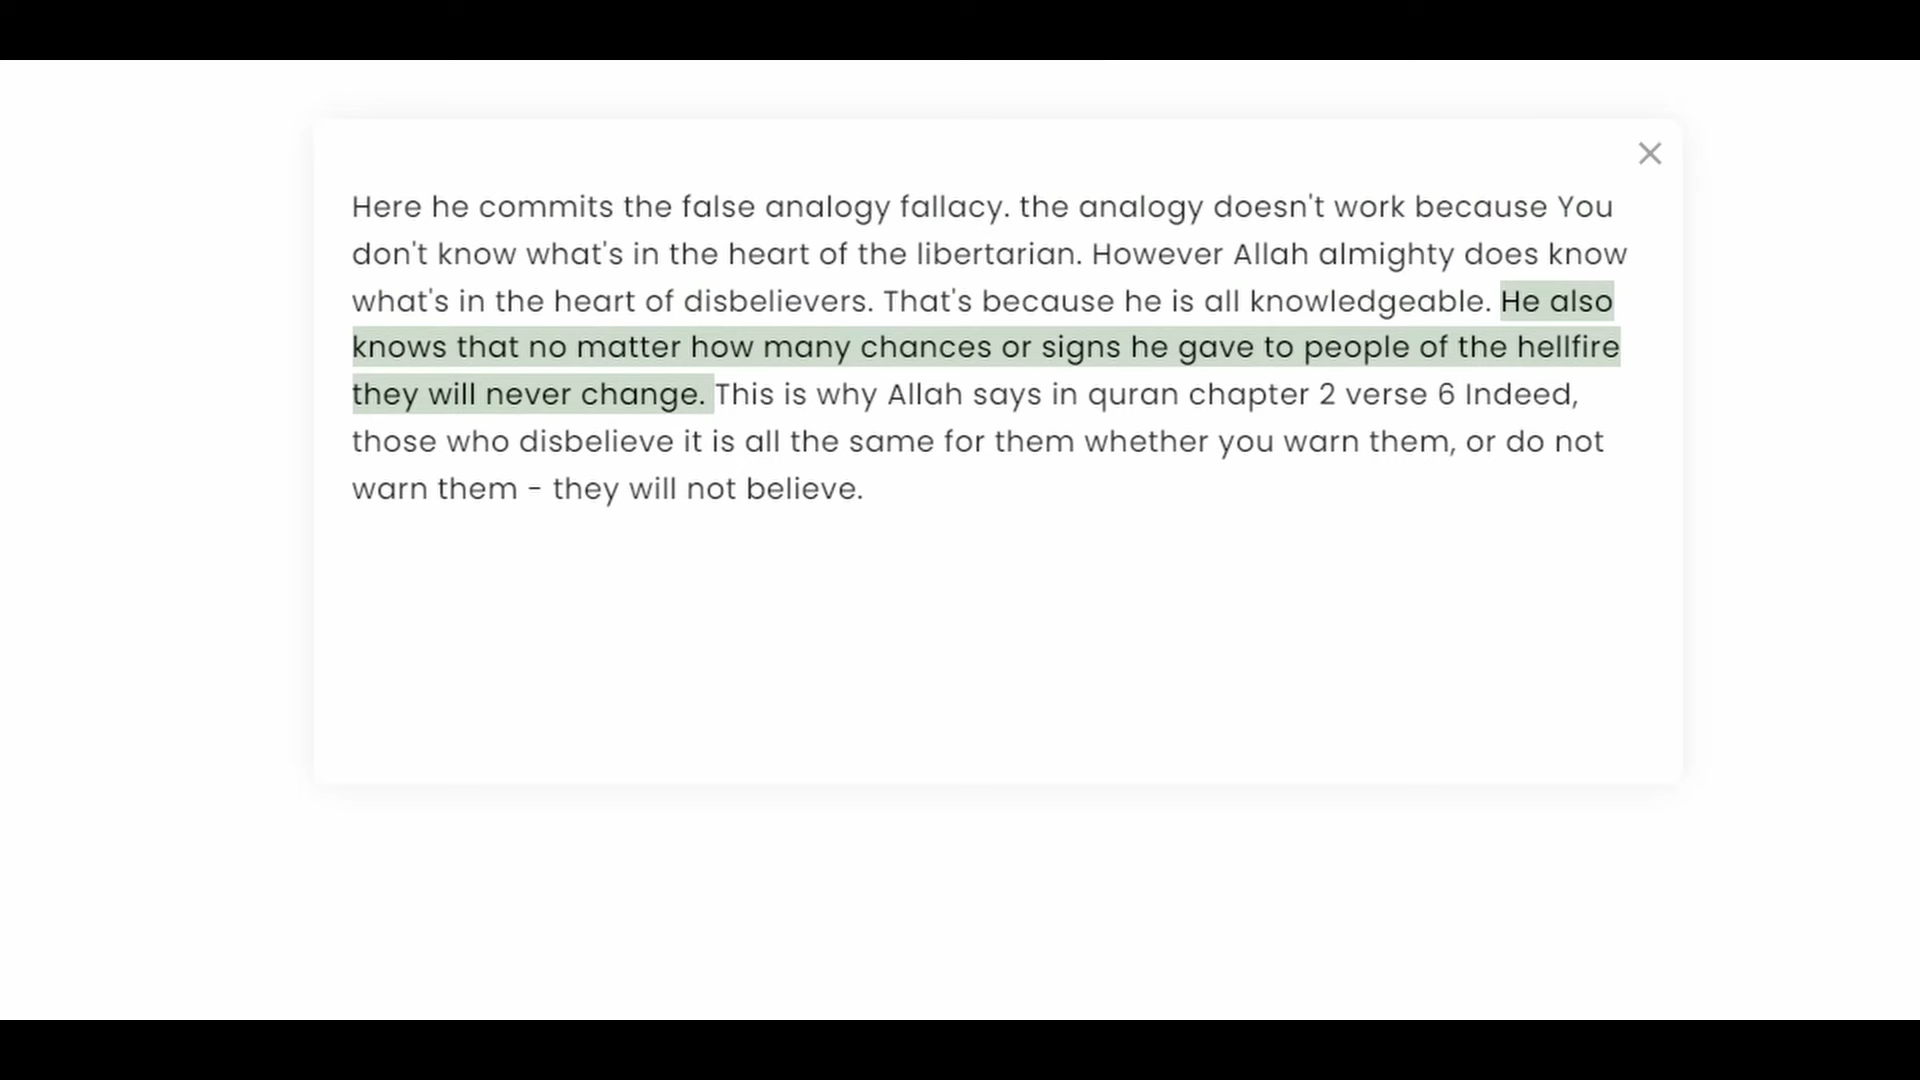 Here he commits the false analogy fallacy. the analogy doesn't work because You
don't know what's in the heart of the libertarian. However Allah almighty does know
what's in the heart of disbelievers. That's because he is all knowledgeable. He also
knows that no matter how many chances or signs he gave to people of the hellfire
they will never change. This is why Allah says in quran chapter 2 verse 6 Indeed,
those who disbelieve it is all the same for them whether you warn them, or do not
warn them - they will not believe.